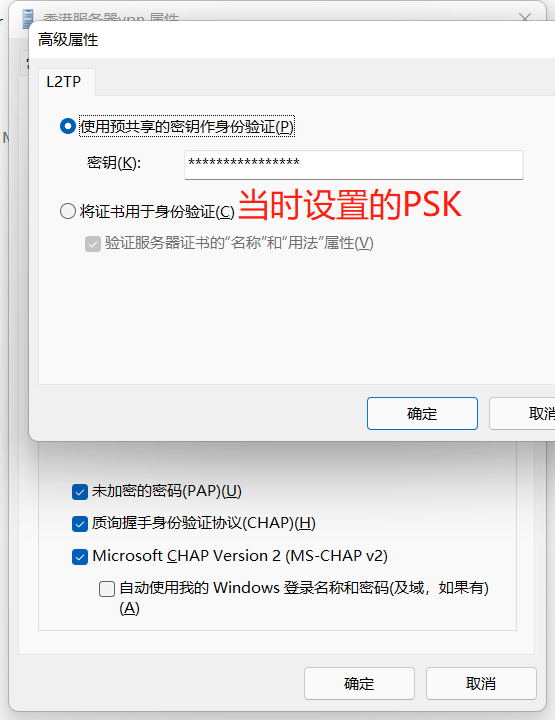 香港服务器vpn 属性
高级属性
L2TP
使用预共享的密钥作身份验证(P)
密钥(K):
****************
将证书用于身份验证(C)
当时设置的PSK
验证服务器证书的“名称”和“用法”属性(V)
确定
取消
未加密的密码(PAP)(U)
质询握手身份验证协议(CHAP)(H)
Microsoft CHAP Version 2 (MS-CHAP v2)
自动使用我的 Windows 登录名称和密码(及域，如果有)
(A)
确定
取消